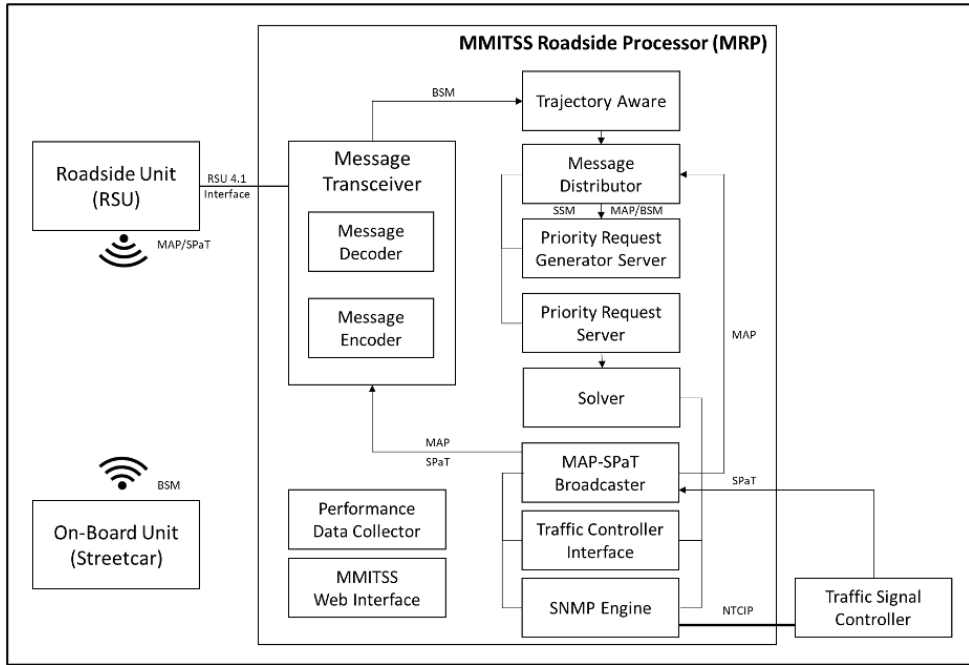 MMITSS Roadside Processor (MRP)
BSM
Trajectory Aware
Roadside Unit
(RSU)
RSU 4.1
Interface
MAP/SPaT
Message
Transceiver
Message
Decoder
Message
Encoder
Message
Distributor
SSM
MAP/BSM
Priority Request
Generator Server
Priority Request
Server
MAP
Solver
MAP
SPaT
MAP-SPaT
Broadcaster
SPaT
BSM
On-Board Unit
(Streetcar)
Performance
Data Collector
MMITSS
Web Interface
Traffic Controller
Interface
SNMP Engine
NTCIP
Traffic Signal
Controller